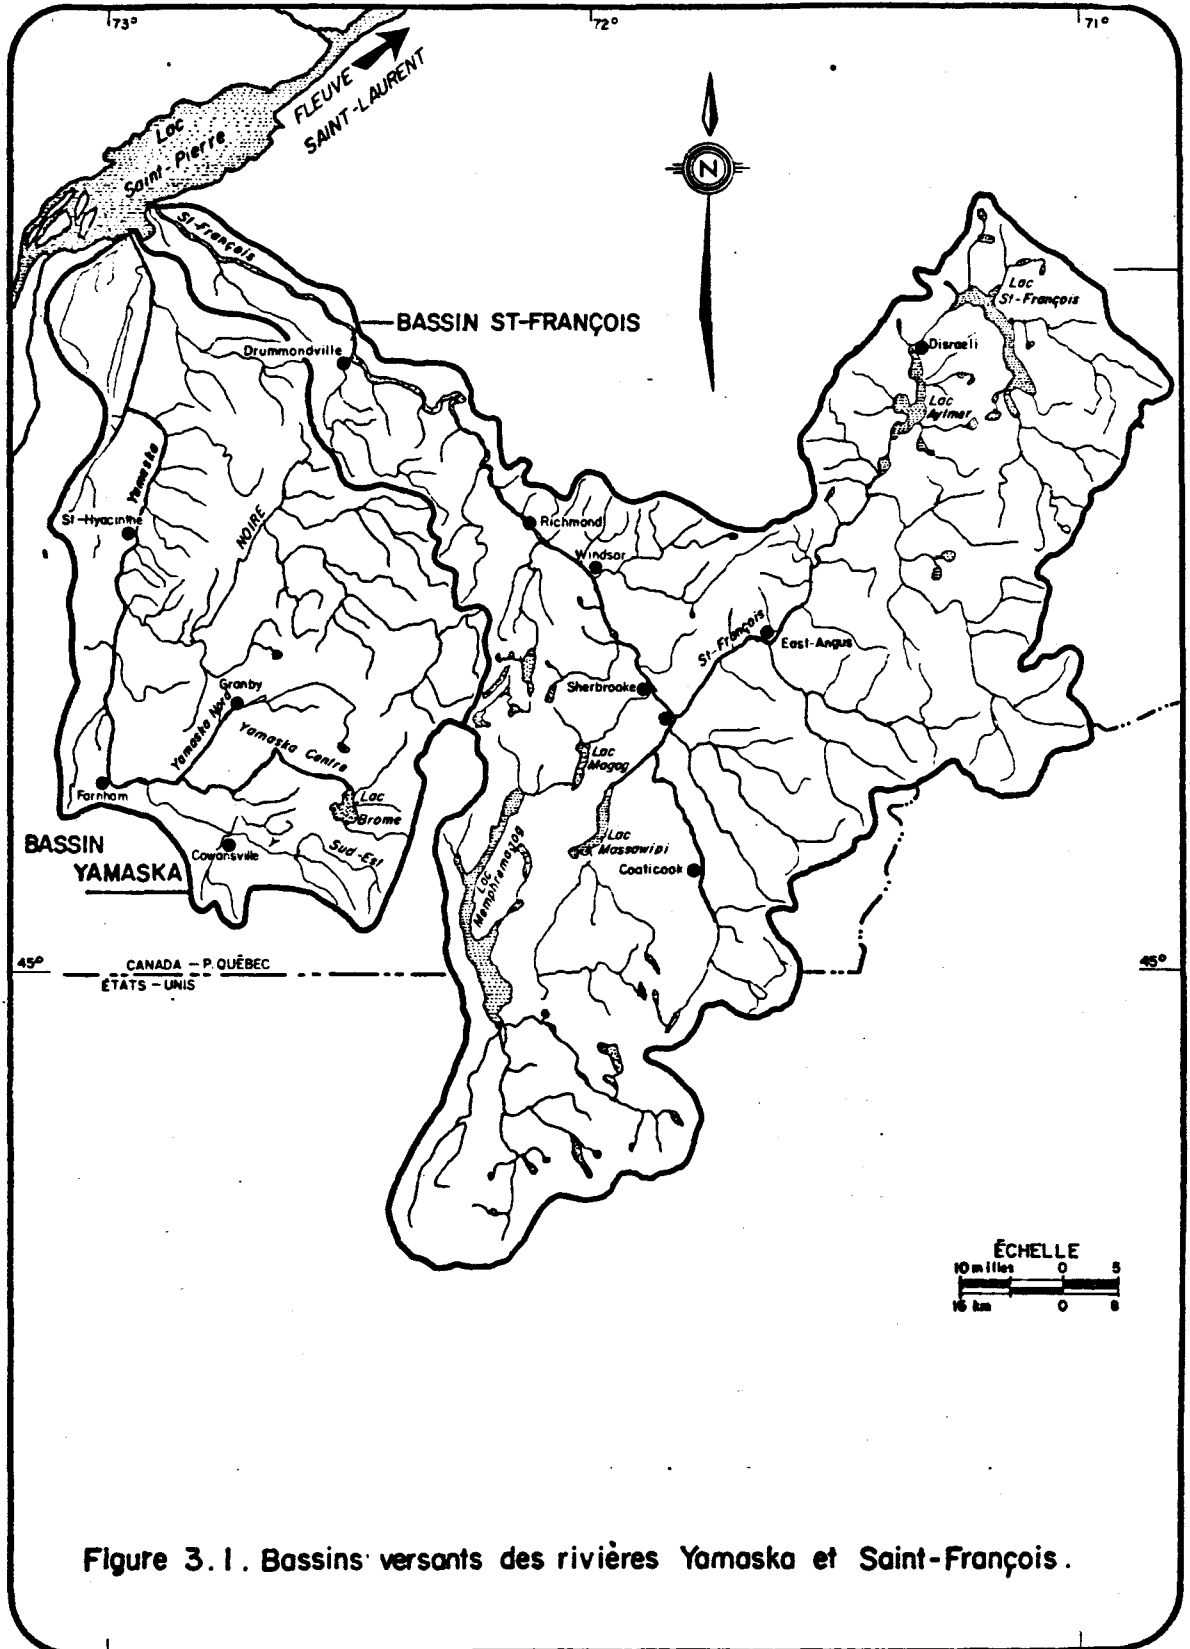 73°
72°
71°
FLEUVE
SAINT-LAURENT
Lac
Saint-Pierre
N
St-François
Lac
St-François
BASSIN ST-FRANÇOIS
Drummondville
Disraeli
Lac
Aylmer
Yamaska
St-Hyacinthe
NOIRE
Richmond
Windsor
St-François
East-Angus
Sherbrooke
Granby
Yamaska Nord
Yamaska Centre
Lac
Magog
Farnham
Lac
Brome
BASSIN
YAMASKA
Cowansville
Sud-Est
Lac
Memphremagog
Lac
Massawipi
Coaticook
45°
CANADA - P. QUÉBEC
ÉTATS-UNIS
45°
ÉCHELLE
10 milles 0 5
16 km 0 8
Figure 3.1. Bassins versants des rivières Yamaska et Saint-François.